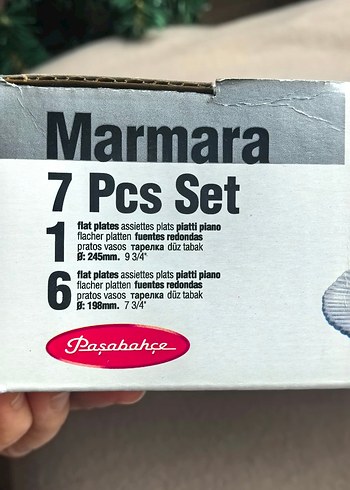 Marmara
7 Pcs Set
1
flat plates assiettes plats piatti piano
flacher platten fuentes redondas
pratos vasos тарелка düz tabak
Ø: 245mm. 9 3/4"
6
flat plates assiettes plats piatti piano
flacher platten fuentes redondas
pratos vasos тарелка düz tabak
Ø: 198mm. 7 3/4"
Paşabahçe